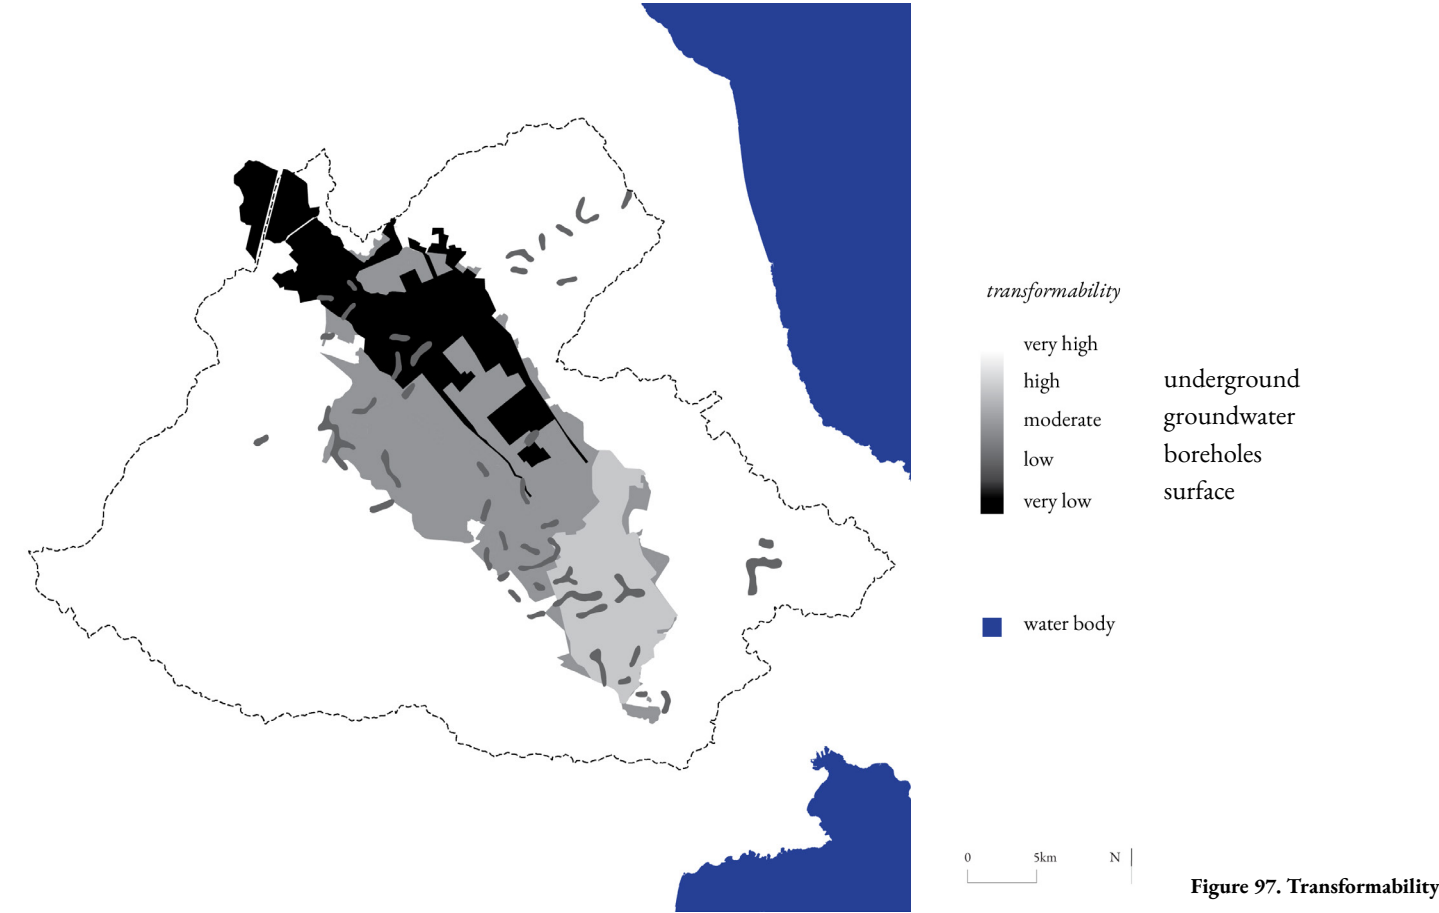 transformability
very high
high
moderate
low
very low
underground
groundwater
boreholes
surface
water body
0 5km N
Figure 97. Transformability